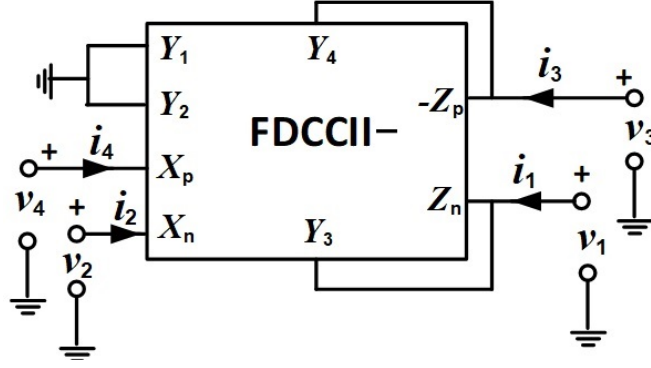 Y1 Y4
i3 +
Y2 -Zp
FDCCII−
v3
+ i4 Xp i1 +
v4 + i2 Xn Y3 Zn
v2 v1